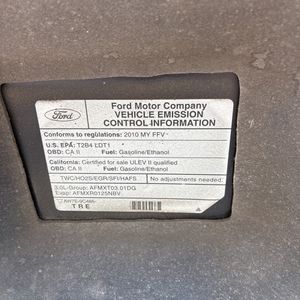 Ford
Ford Motor Company
VEHICLE EMISSION
CONTROL INFORMATION
Conforms to regulations: 2010 MY FFV
U.S. EPA: T2B4 LDT1
OBD: CA II Fuel: Gasoline/Ethanol
California: Certified for sale ULEV II qualified
OBD: CA II Fuel: Gasoline/Ethanol
TWC/HO2S/EGR/SFI/HAFS No adjustments needed.
3.0L-Group: AFMXT03.01DG
Evap: AFMXR0125NBV
TRE